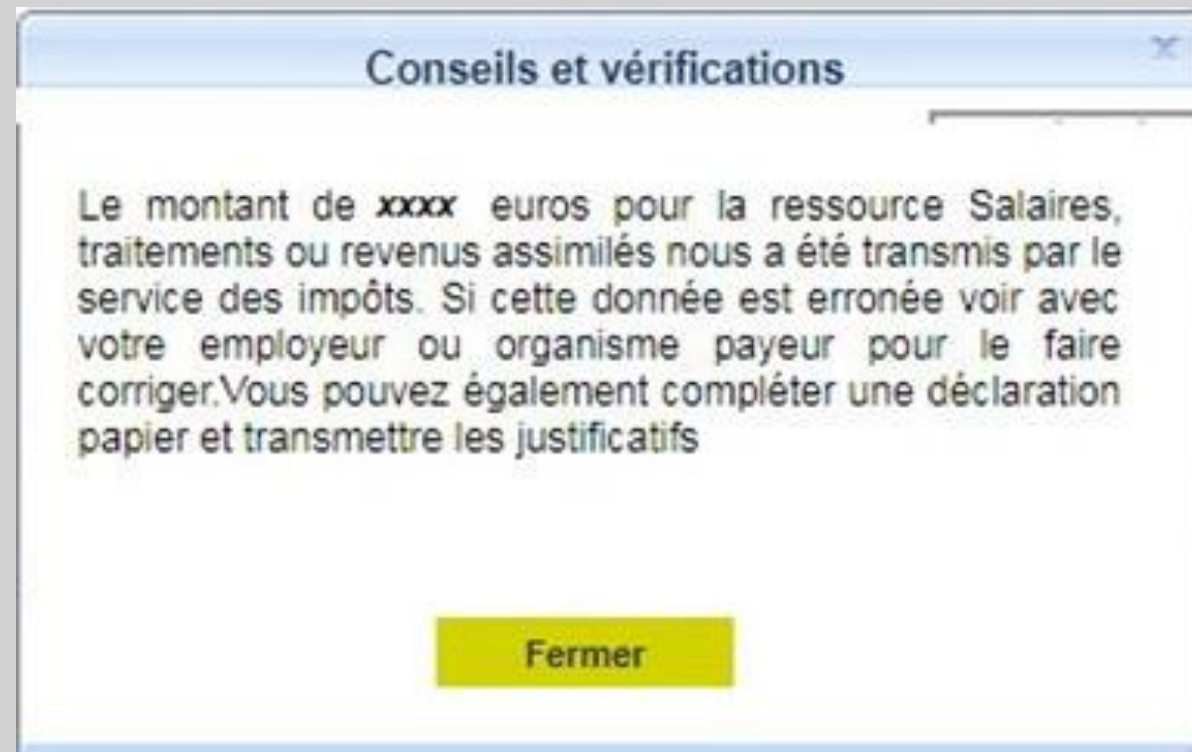 Conseils et vérifications
Le montant de xxxx euros pour la ressource Salaires,
traitements ou revenus assimilés nous a été transmis par le
service des impôts. Si cette donnée est erronée voir avec
votre employeur ou organisme payeur pour le faire
corriger.Vous pouvez également compléter une déclaration
papier et transmettre les justificatifs
Fermer